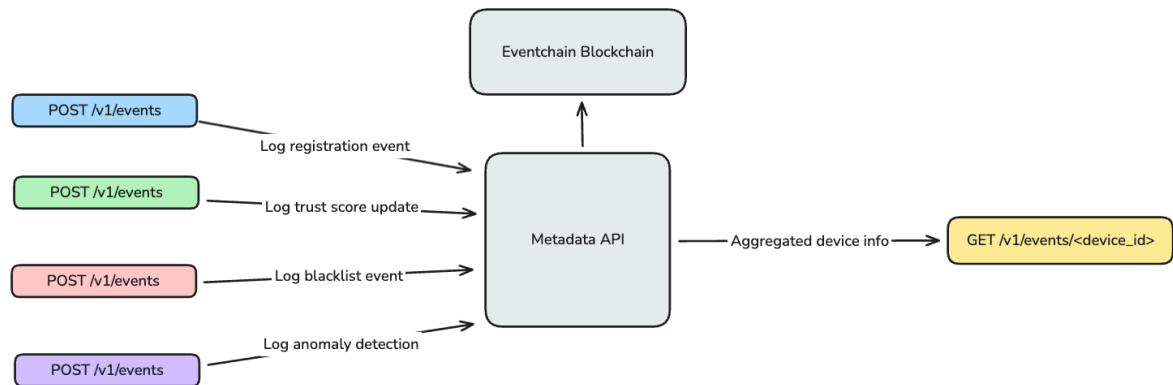 Eventchain Blockchain
POST /v1/events
Log registration event
POST /v1/events
Log trust score update
Metadata API
Aggregated device info
GET /v1/events/<device_id>
POST /v1/events
Log blacklist event
POST /v1/events
Log anomaly detection